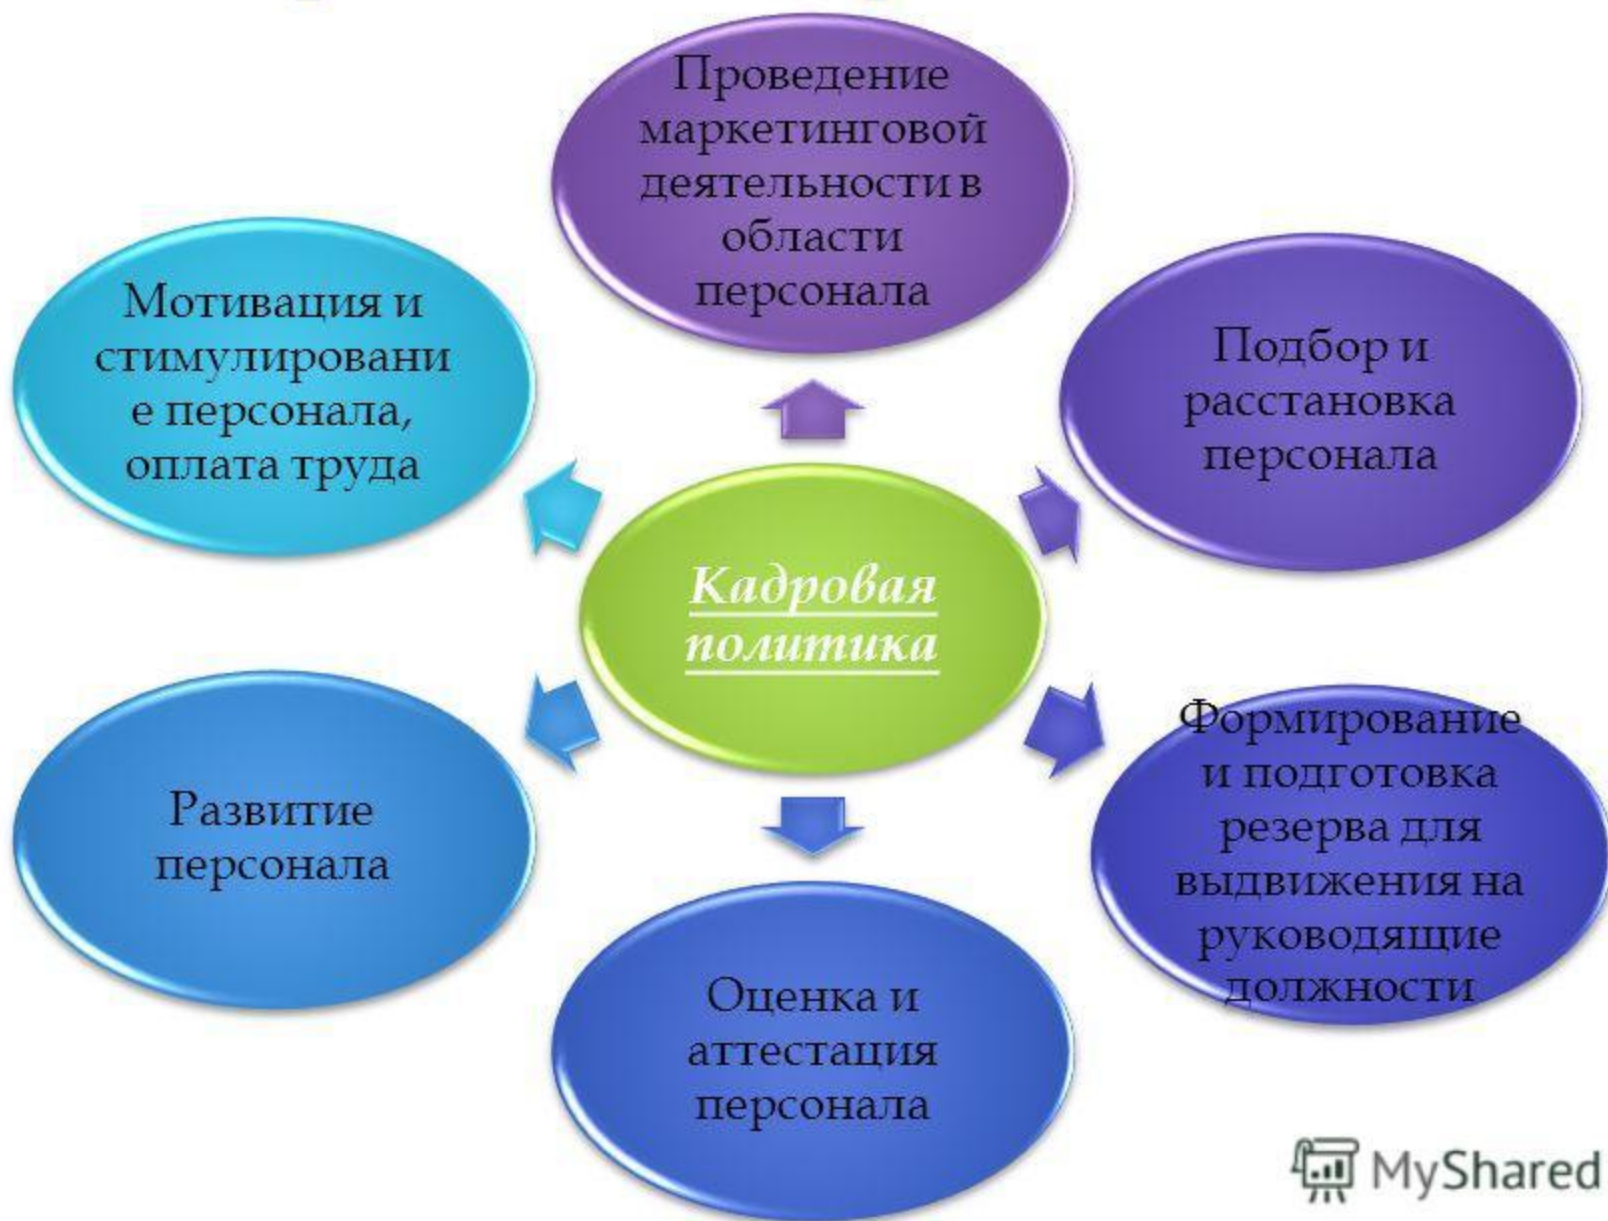 Проведение
маркетинговой
деятельности в
области
персонала
Подбор и
расстановка
персонала
Формирование
и подготовка
резерва для
выдвижения на
руководящие
должности
Оценка и
аттестация
персонала
Развитие
персонала
Мотивация и
стимулировани
е персонала,
оплата труда
Кадровая
политика
MyShared